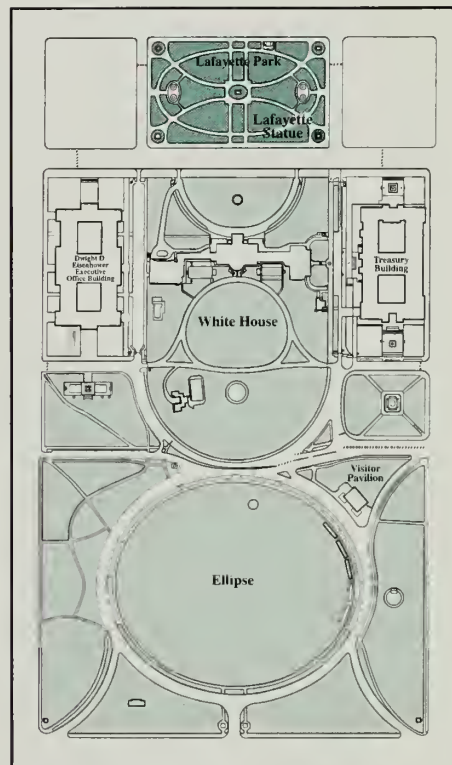 Lafayette Park
Lafayette
Statue
Dwight D
Eisenhower
Executive
Office Building
Treasury
Building
White House
Visitor
Pavilion
Ellipse